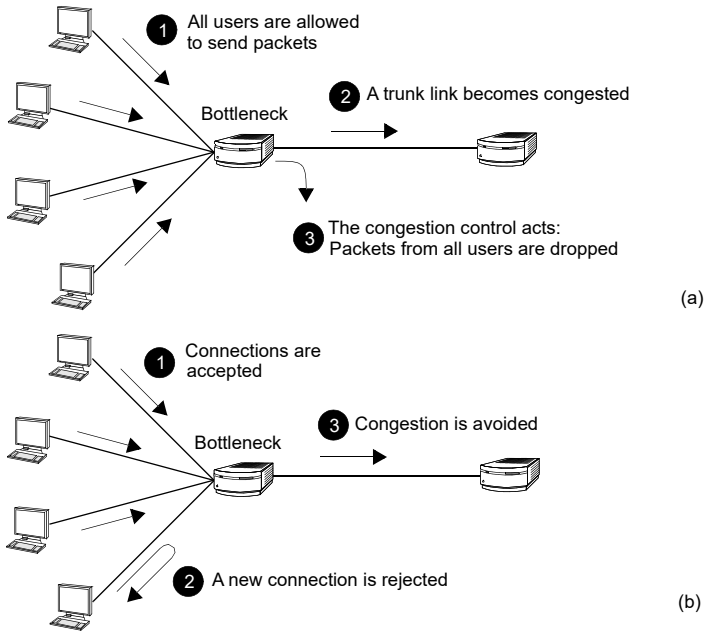 1 All users are allowed
to send packets
Bottleneck
2 A trunk link becomes congested
3 The congestion control acts:
Packets from all users are dropped
(a)
1 Connections are
accepted
Bottleneck
3 Congestion is avoided
2 A new connection is rejected
(b)